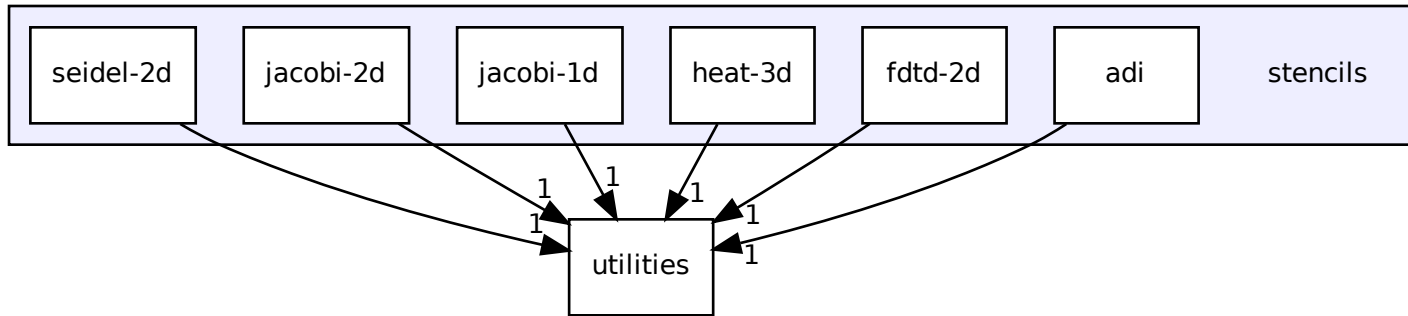 seidel-2d
jacobi-2d
jacobi-1d
heat-3d
fdtd-2d
adi
stencils
1
1
1
1
1
1
utilities